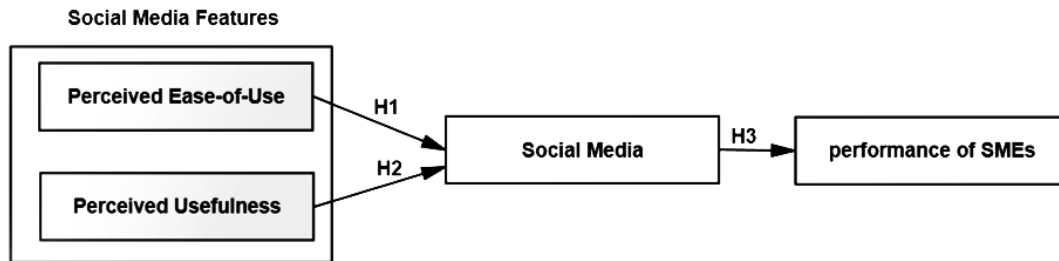 Social Media Features
Perceived Ease-of-Use
H1
Social Media
H3
performance of SMEs
H2
Perceived Usefulness